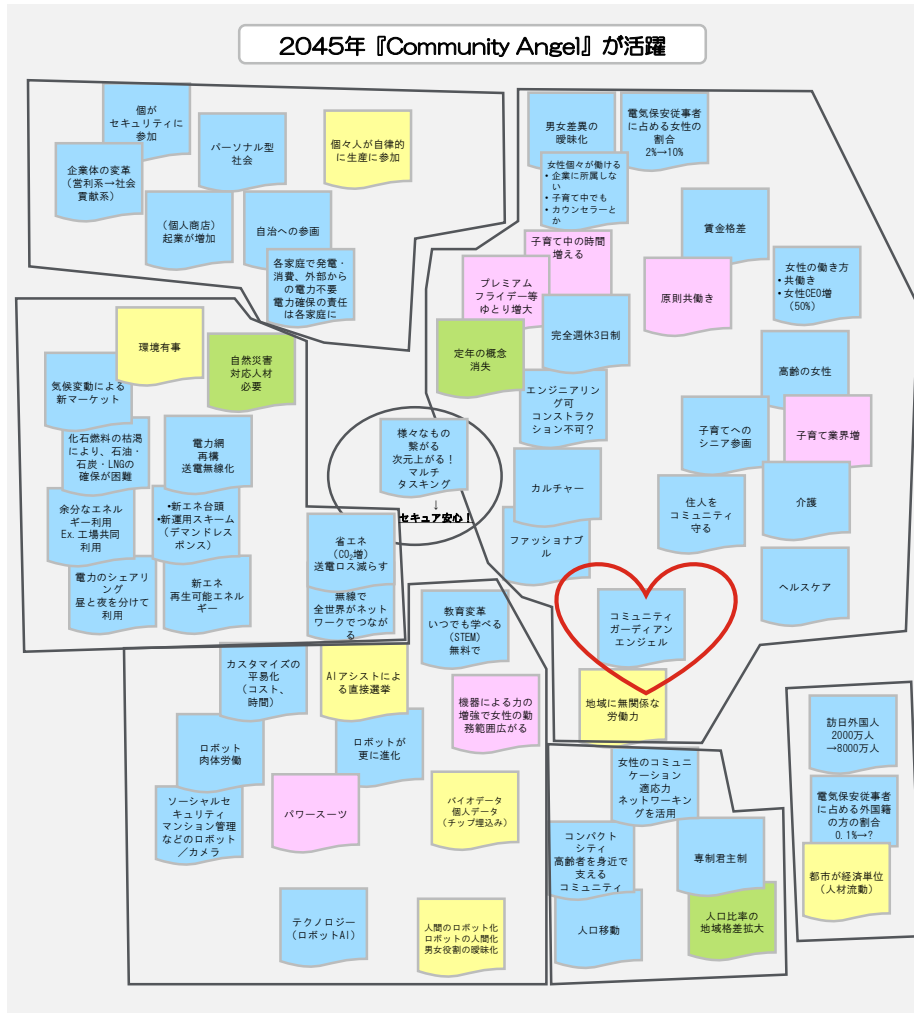 2045年『Community Angel』が活躍
個が
セキュリティに
参加
パーソナル型
社会
個々人が自律的
に生産に参加
企業体の変革
(営利系→社会
貢献系)
(個人商店)
起業が増加
自治への参画
各家庭で発電・
消費、外部から
の電力不要
電力確保の責任
は各家庭に
男女差異の
曖昧化
電気保安従事者
に占める女性の
割合
2%→10%
女性個々が働ける
• 企業に所属しな
い
• 子育て中でも
• カウンセラーと
か
子育て中の時間
増える
賃金格差
プレミアム
フライデー等
ゆとり増大
原則共働き
女性の働き方
• 共働き
• 女性CEO増
(50%)
定年の概念
消失
完全週休3日制
高齢の女性
エンジニアリン
グ可
コンストラク
ション不可?
子育てへの
シニア参画
子育て業界増
カルチャー
住人を
コミュニティ
守る
介護
ファッショナブ
ル
ヘルスケア
コミュニティ
ガーディアン
エンジェル
地域に無関係な
労働力
環境有事
自然災害
対応人材
必要
気候変動による
新マーケット
化石燃料の枯渇
により、石油・
石炭・LNGの
確保が困難
電力網
再構
送電無線化
余分なエネル
ギー利用
Ex.工場共同
利用
•新エネ台頭
•新運用スキーム
(デマンドレス
ポンス)
電力のシェアリ
ング
昼と夜を分けて
利用
新エネ
再生可能エネル
ギー
省エネ
(CO₂増)
送電ロス減らす
無線で
全世界がネット
ワークでつなが
る
様々なもの
繋がる
次元上がる!
マルチ
タスキング
↓
セキュア安心!
教育変革
いつでも学べる
(STEM)
無料で
カスタマイズの
平易化
(コスト、
時間)
AIアシストによ
る直接選挙
機器による力の
増強で女性の勤
務範囲広がる
ロボット
肉体労働
ロボットが
更に進化
ソーシャルセ
キュリティ
マンション管理
などのロボット
/カメラ
パワースーツ
バイオデータ
個人データ
(チップ埋込み)
テクノロジー
(ロボットAI)
人間のロボット化
ロボットの人間化
男女役割の曖昧化
女性のコミュニ
ケーション
適応力
ネットワーキン
グを活用
コンパクト
シティ
高齢者を身近で
支える
コミュニティ
専制君主制
人口移動
人口比率の
地域格差拡大
訪日外国人
2000万人
→8000万人
電気保安従事者
に占める外国籍
の方の割合
0.1%→?
都市が経済単位
(人材流動)